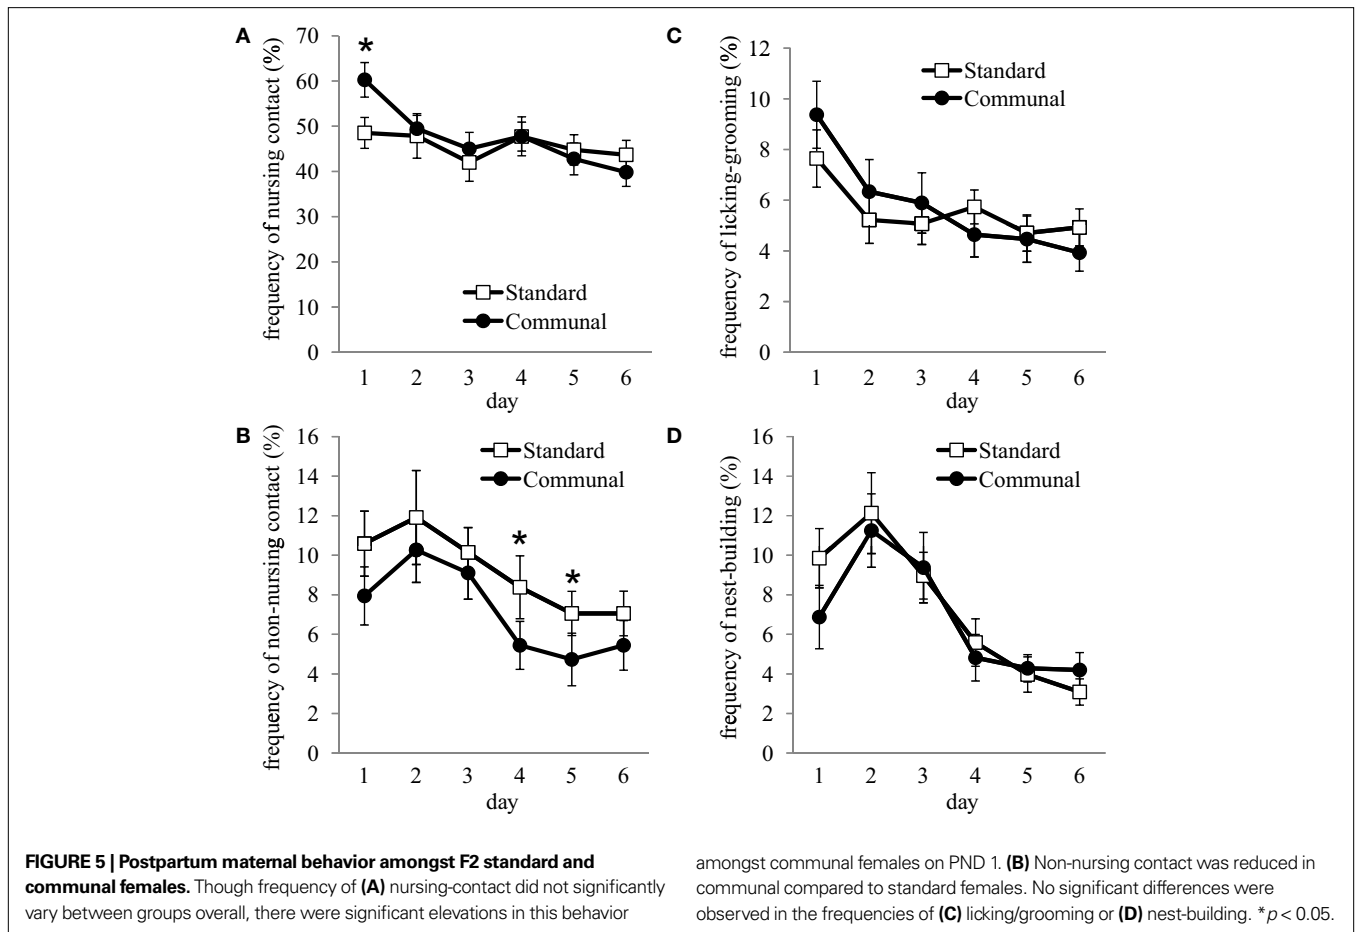 A
frequency of nursing contact (%)
70
60
50
40
30
20
10
0
*
Standard
Communal
1 2 3 4 5 6
day
C
frequency of licking-grooming (%)
12
10
8
6
4
2
0
Standard
Communal
1 2 3 4 5 6
day
B
frequency of non-nursing contact (%)
16
14
12
10
8
6
4
2
0
*
*
Standard
Communal
1 2 3 4 5 6
day
D
frequency of nest-building (%)
16
14
12
10
8
6
4
2
0
Standard
Communal
1 2 3 4 5 6
day
FIGURE 5 | Postpartum maternal behavior amongst F2 standard and
communal females. Though frequency of (A) nursing-contact did not significantly
vary between groups overall, there were significant elevations in this behavior
amongst communal females on PND 1. (B) Non-nursing contact was reduced in
communal compared to standard females. No significant differences were
observed in the frequencies of (C) licking/grooming or (D) nest-building. *p < 0.05.